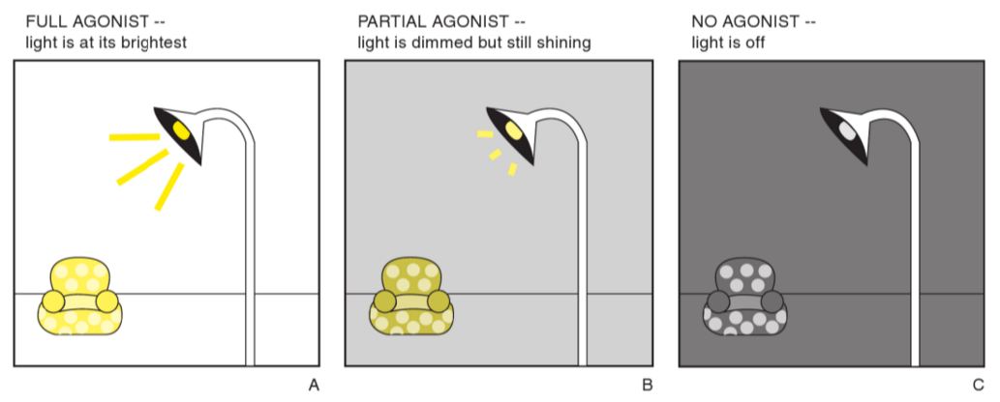 FULL AGONIST --
light is at its brightest
PARTIAL AGONIST --
light is dimmed but still shining
NO AGONIST --
light is off
A
B
C